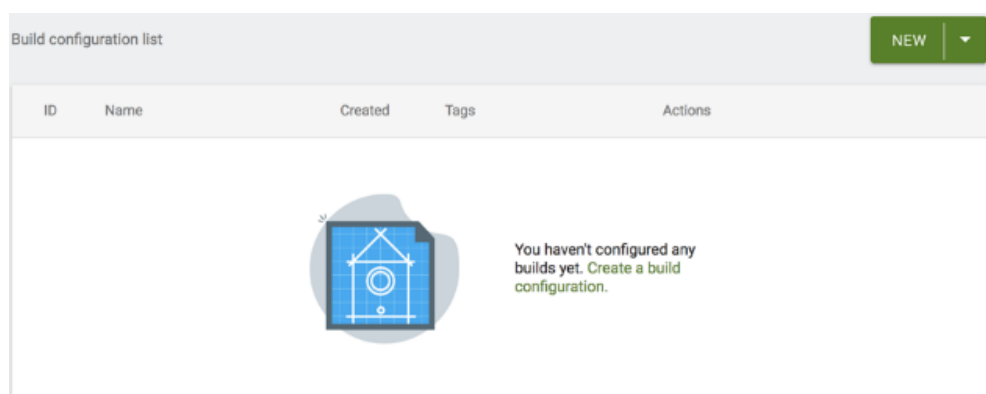 Build configuration list
NEW
ID Name Created Tags Actions
You haven't configured any
builds yet. Create a build
configuration.